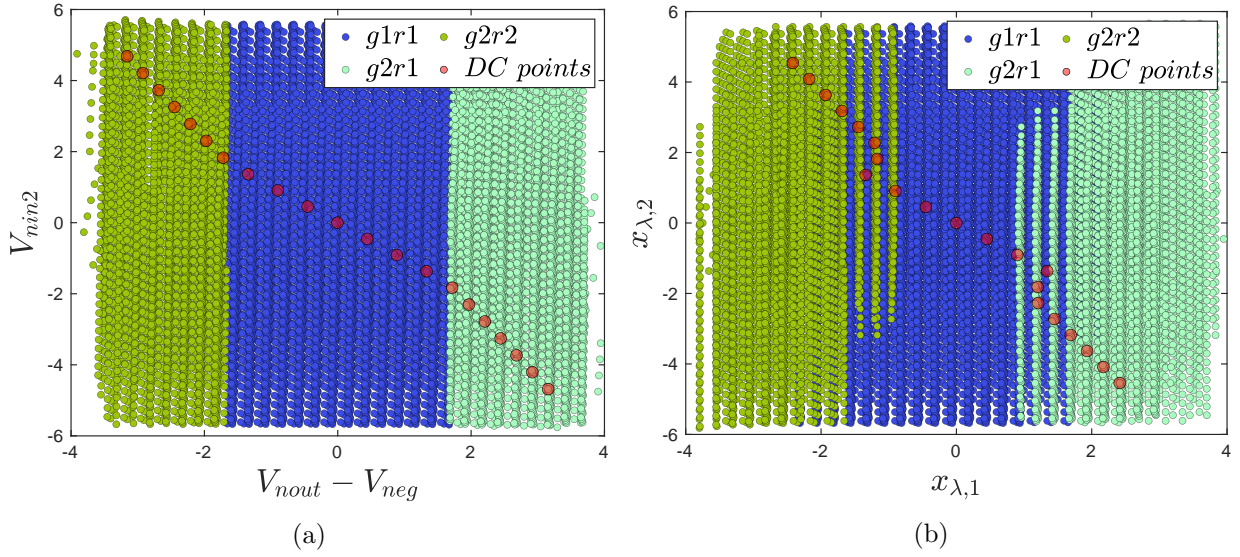 6
4
2
0
-2
-4
-6
-4
-2
0
2
4
V_{nin2}
V_{nout} − V_{neg}
g1r1
g2r2
g2r1
DC points
(a)
6
4
2
0
-2
-4
-6
-4
-2
0
2
4
x_{λ,2}
x_{λ,1}
g1r1
g2r2
g2r1
DC points
(b)